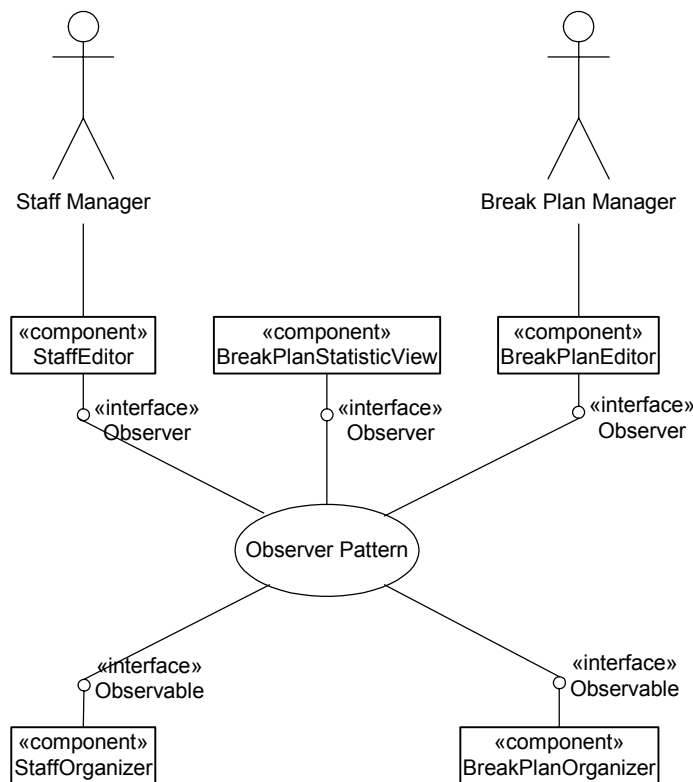 Staff Manager
Break Plan Manager
«component»
StaffEditor
«component»
BreakPlanStatisticView
«component»
BreakPlanEditor
«interface»
Observer
«interface»
Observer
«interface»
Observer
Observer Pattern
«interface»
Observable
«interface»
Observable
«component»
StaffOrganizer
«component»
BreakPlanOrganizer